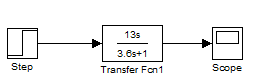 13s
3.6s+1
Step
Transfer Fcn1
Scope